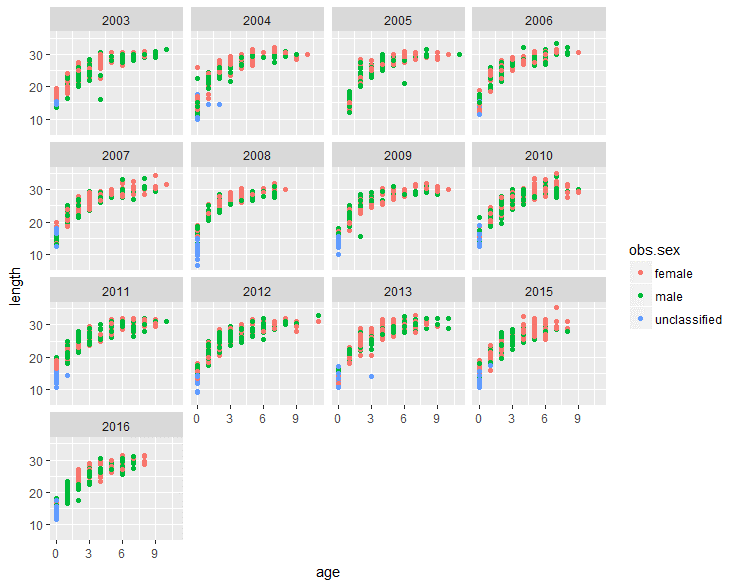 2003 2004 2005 2006
30
20
10
2007 2008 2009 2010
30
20
10
obs.sex
female
male
unclassified
length
2011 2012 2013 2015
30
20
10
0 3 6 9 0 3 6 9 0 3 6 9
2016
30
20
10
0 3 6 9
age